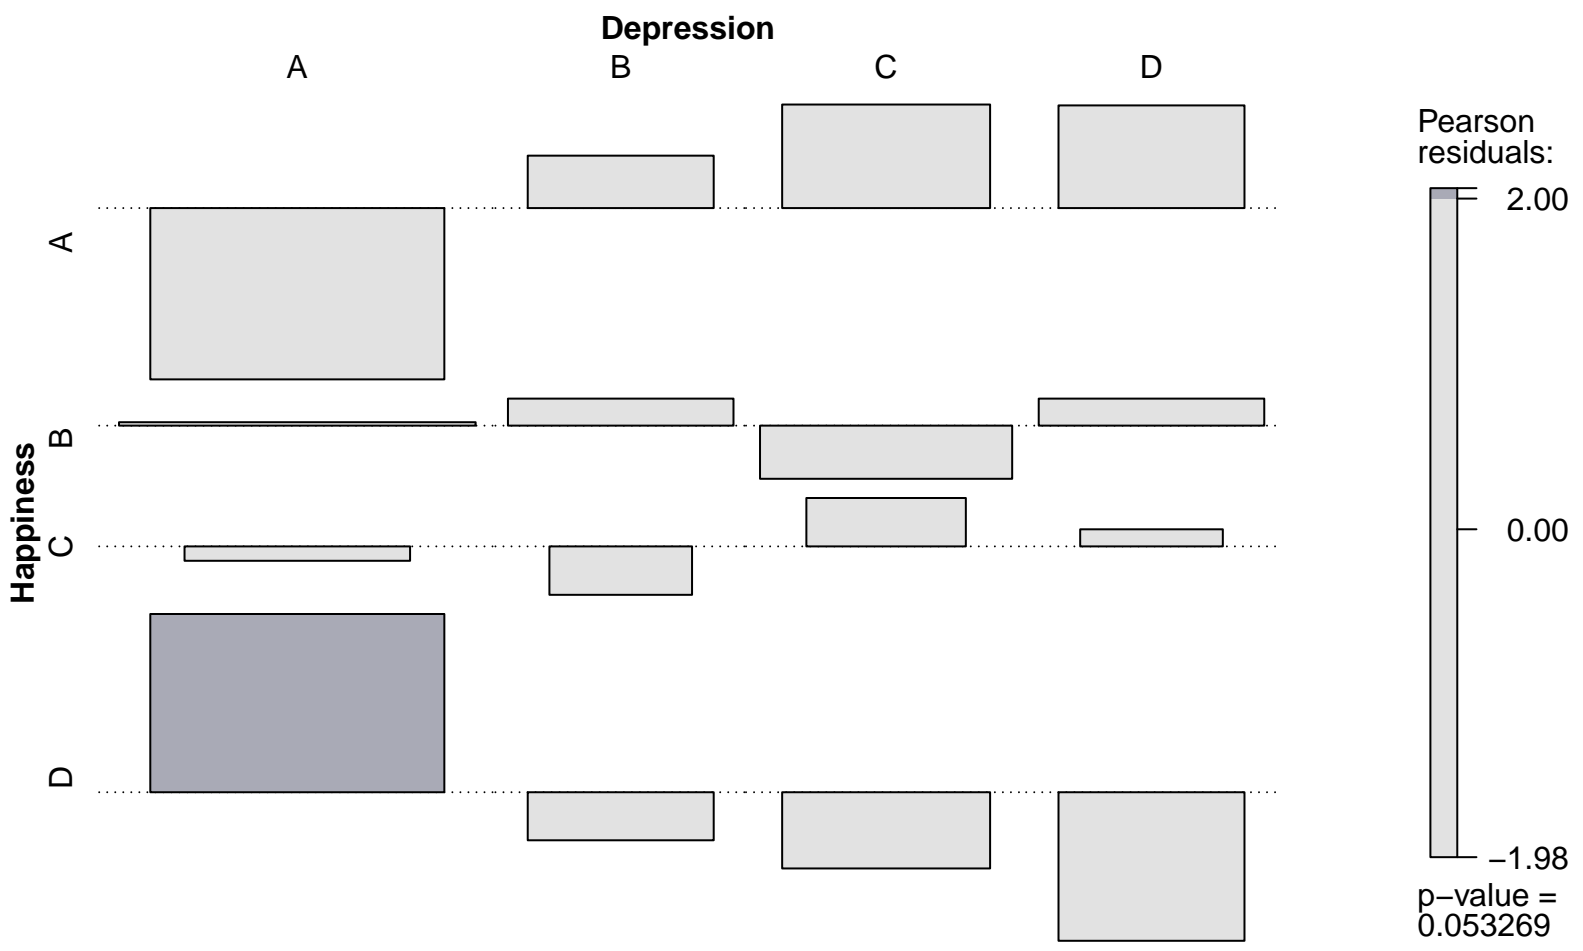 Depression
A B C D
Happiness
A
B
C
D
Pearson
residuals:
2.00
0.00
−1.98
p−value =
0.053269